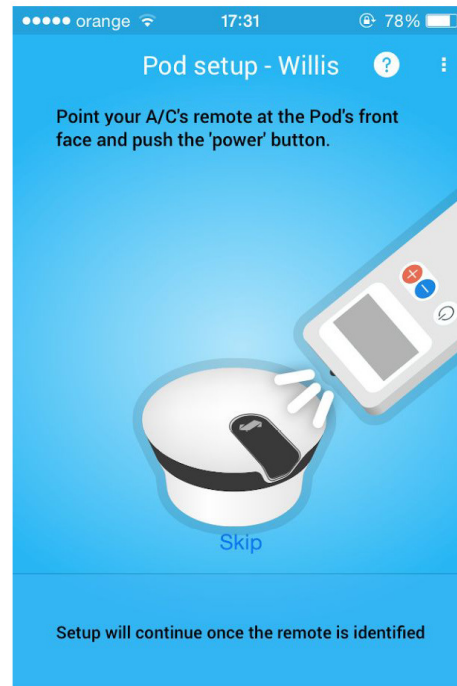 orange 17:31 78%
Pod setup - Willis ?
Point your A/C's remote at the Pod's front
face and push the 'power' button.
Skip
Setup will continue once the remote is identified